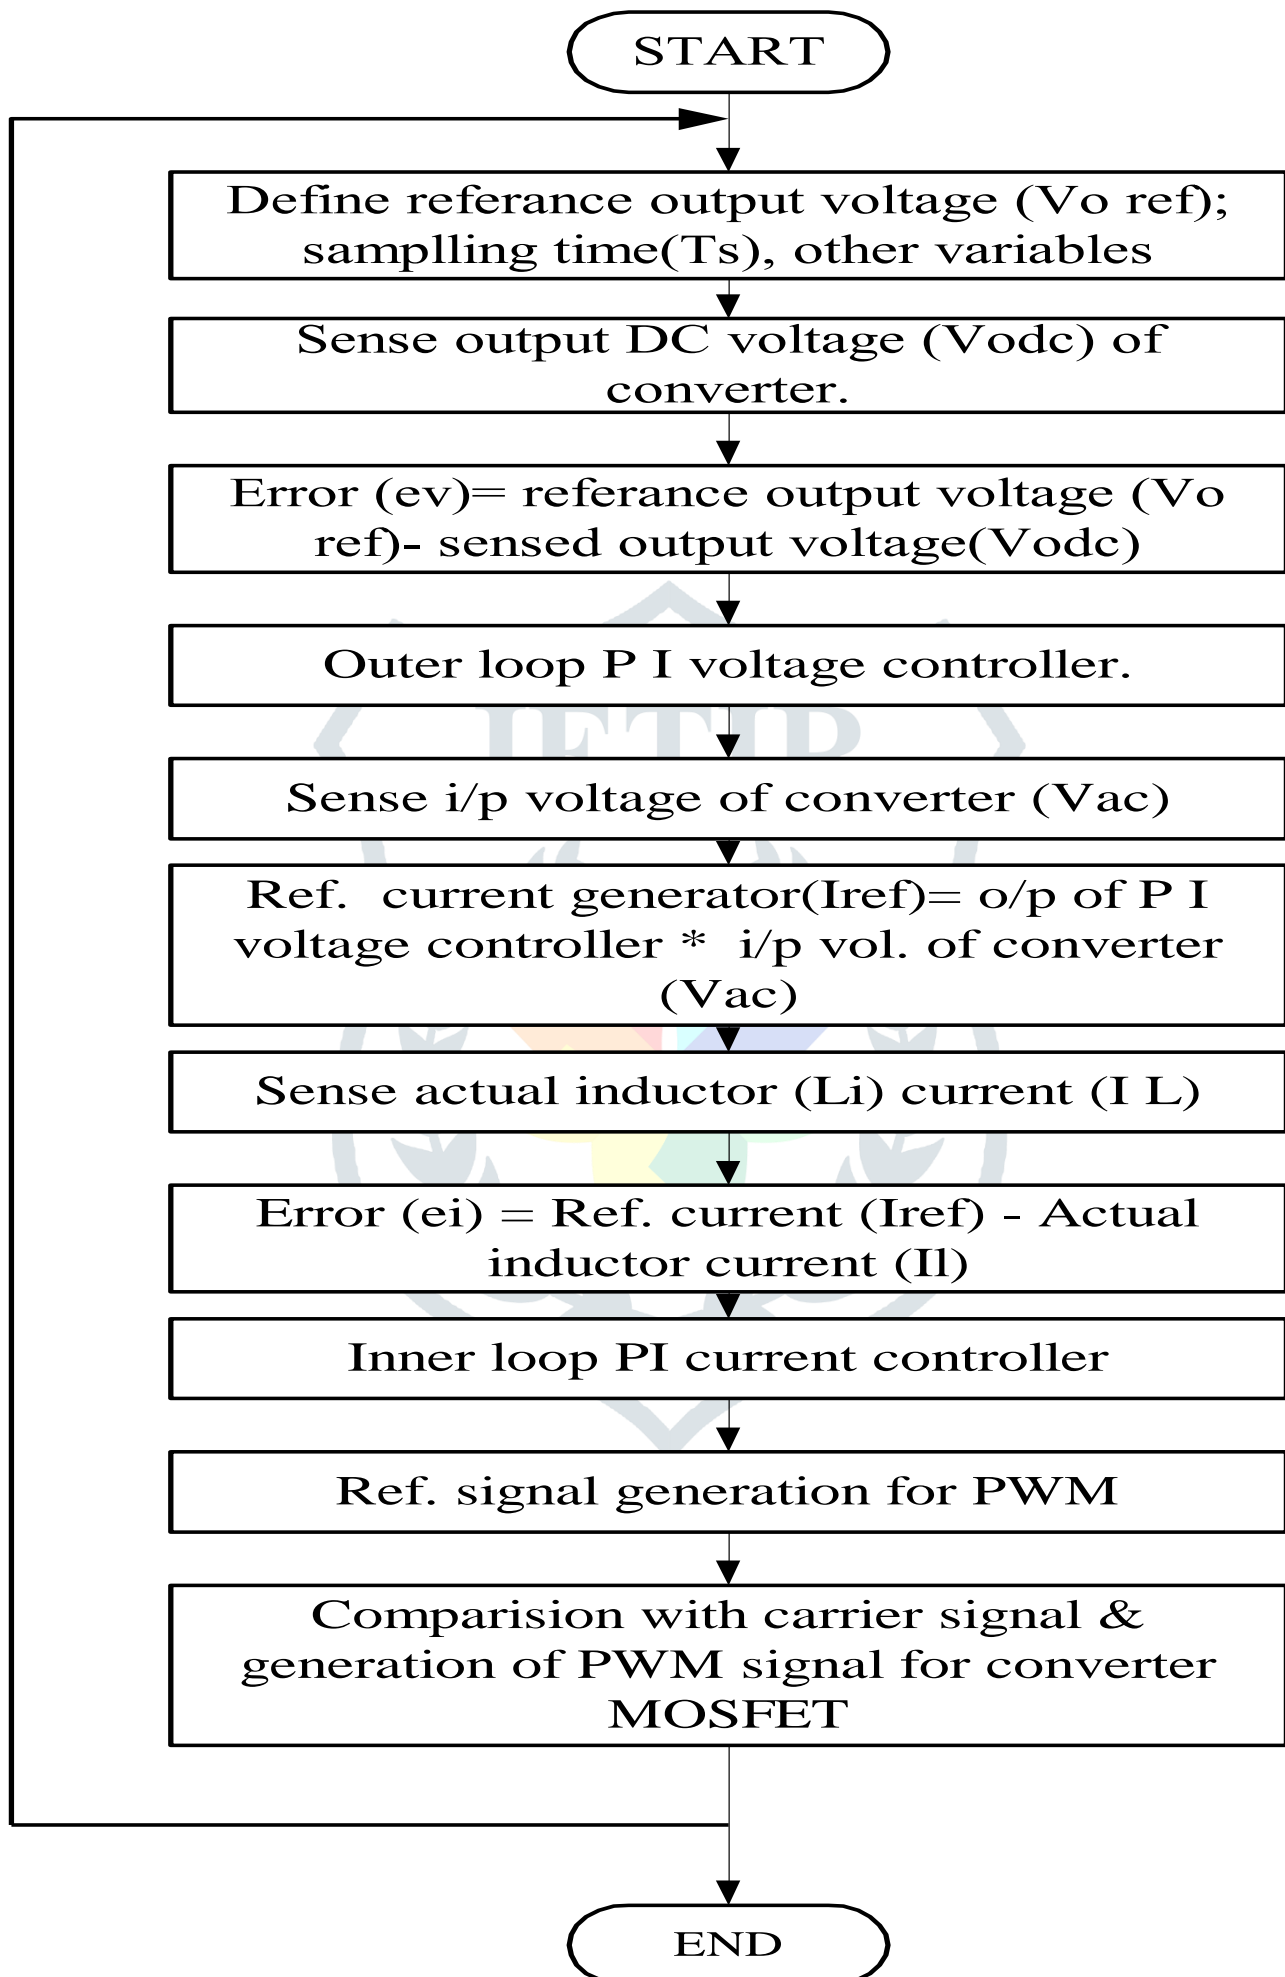 START
Define referance output voltage (Vo ref);
samplling time(Ts), other variables
Sense output DC voltage (Vodc) of
converter.
Error (ev)= referance output voltage (Vo
ref)- sensed output voltage(Vodc)
Outer loop P I voltage controller.
JETIR
Sense i/p voltage of converter (Vac)
Ref. current generator(Iref)= o/p of P I
voltage controller * i/p vol. of converter
(Vac)
Sense actual inductor (Li) current (I L)
Error (ei) = Ref. current (Iref) - Actual
inductor current (Il)
Inner loop PI current controller
Ref. signal generation for PWM
Comparision with carrier signal &
generation of PWM signal for converter
MOSFET
END